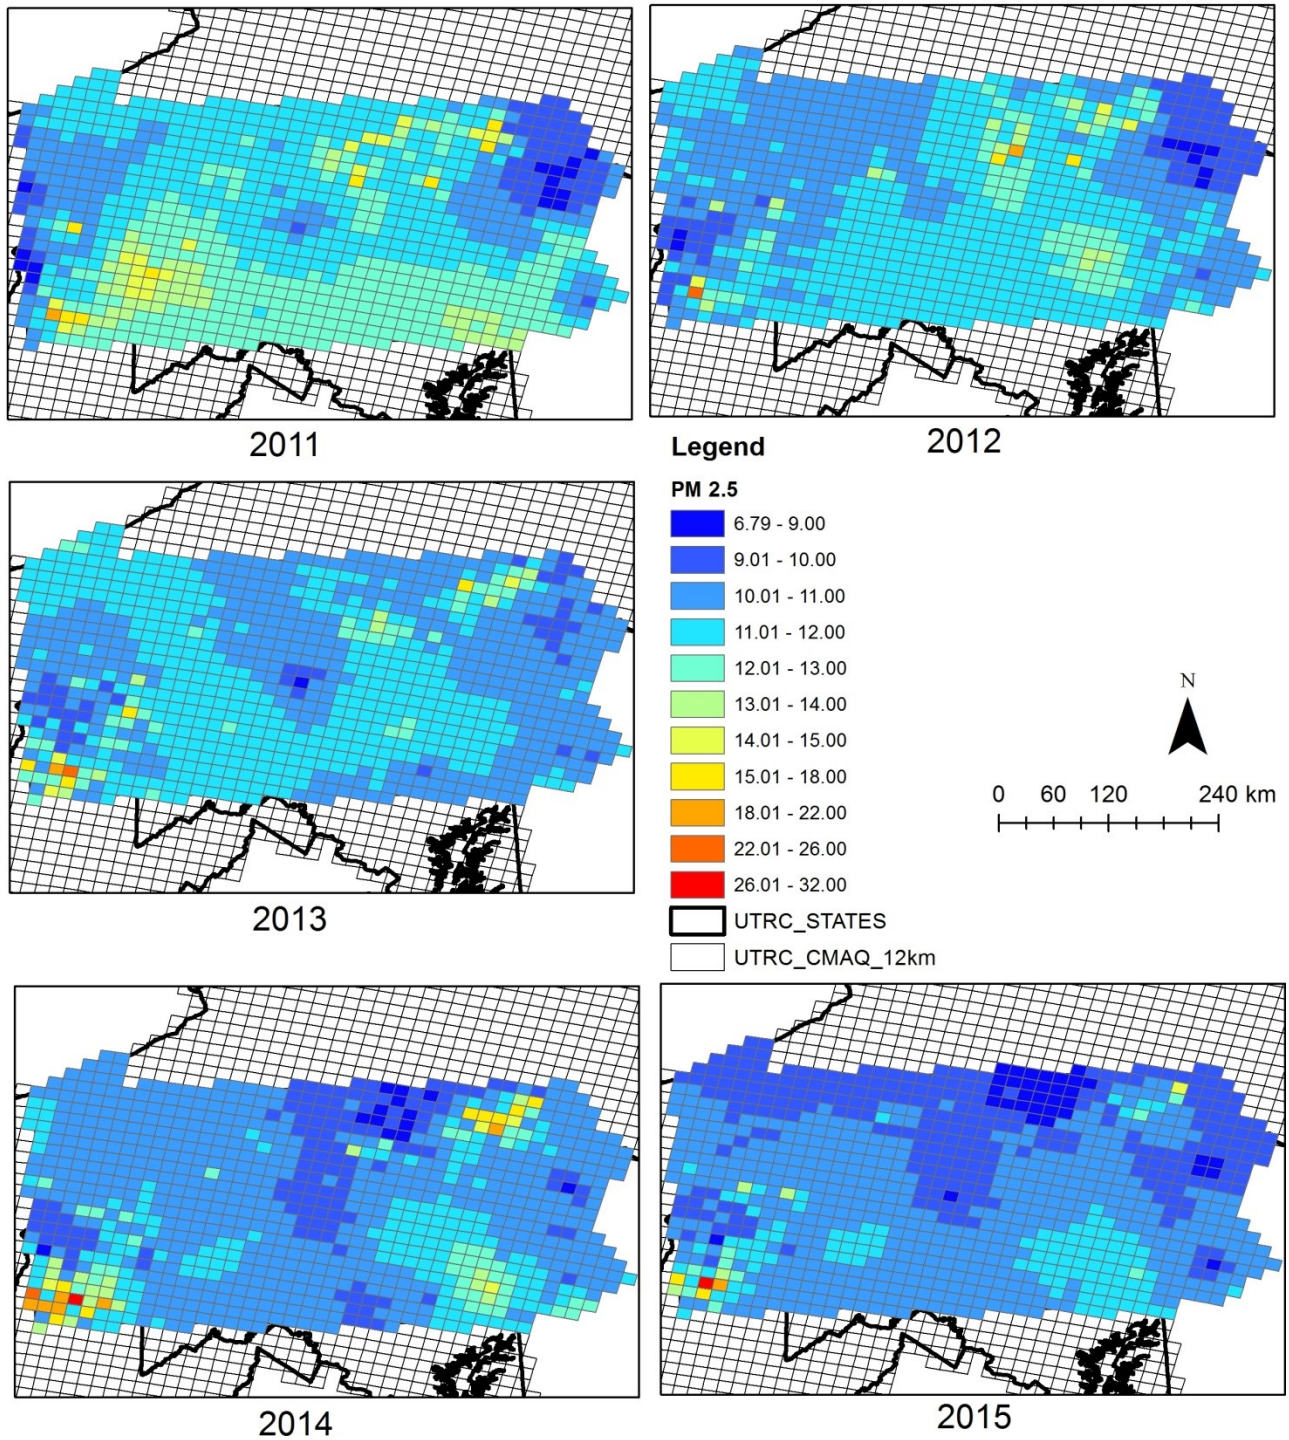 2011
2012
Legend
PM 2.5
6.79 - 9.00
9.01 - 10.00
10.01 - 11.00
11.01 - 12.00
12.01 - 13.00
13.01 - 14.00
14.01 - 15.00
15.01 - 18.00
18.01 - 22.00
22.01 - 26.00
26.01 - 32.00
UTRC_STATES
UTRC_CMAQ_12km
N
0 60 120 240 km
2013
2014
2015